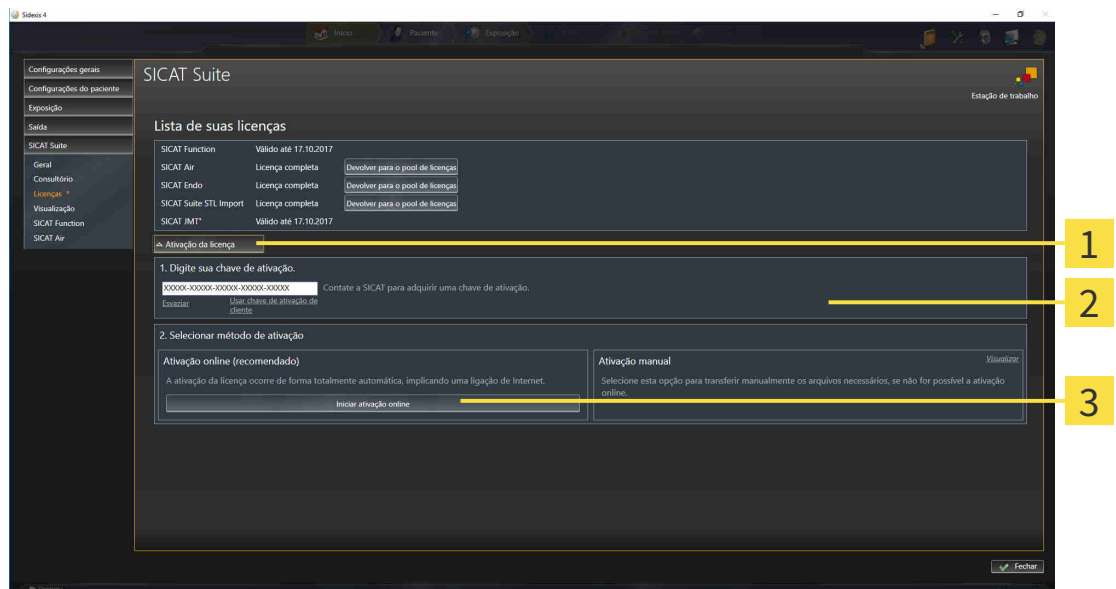 Sidexis 4
Início
Paciente
Exposição
Configurações gerais
Configurações do paciente
Exposição
Saída
SICAT Suite
Geral
Consultório
Licenças *
Visualização
SICAT Function
SICAT Air
SICAT Suite
Estação de trabalho
Lista de suas licenças
SICAT Function Válido até 17.10.2017
SICAT Air Licença completa Devolver para o pool de licenças
SICAT Endo Licença completa Devolver para o pool de licenças
SICAT Suite STL Import Licença completa Devolver para o pool de licenças
SICAT JMT⁺ Válido até 17.10.2017
Ativação da licença
1. Digite sua chave de ativação.
XXXXX-XXXXX-XXXXX-XXXXX-XXXXX Contate a SICAT para adquirir uma chave de ativação.
Esvaziar Usar chave de ativação de
cliente
2. Selecionar método de ativação
Ativação online (recomendado)
A ativação da licença ocorre de forma totalmente automática, implicando uma ligação de Internet.
Iniciar ativação online
Ativação manual Visualizar
Selecione esta opção para transferir manualmente os arquivos necessários, se não for possível a ativação
online.
Fechar
1
2
3